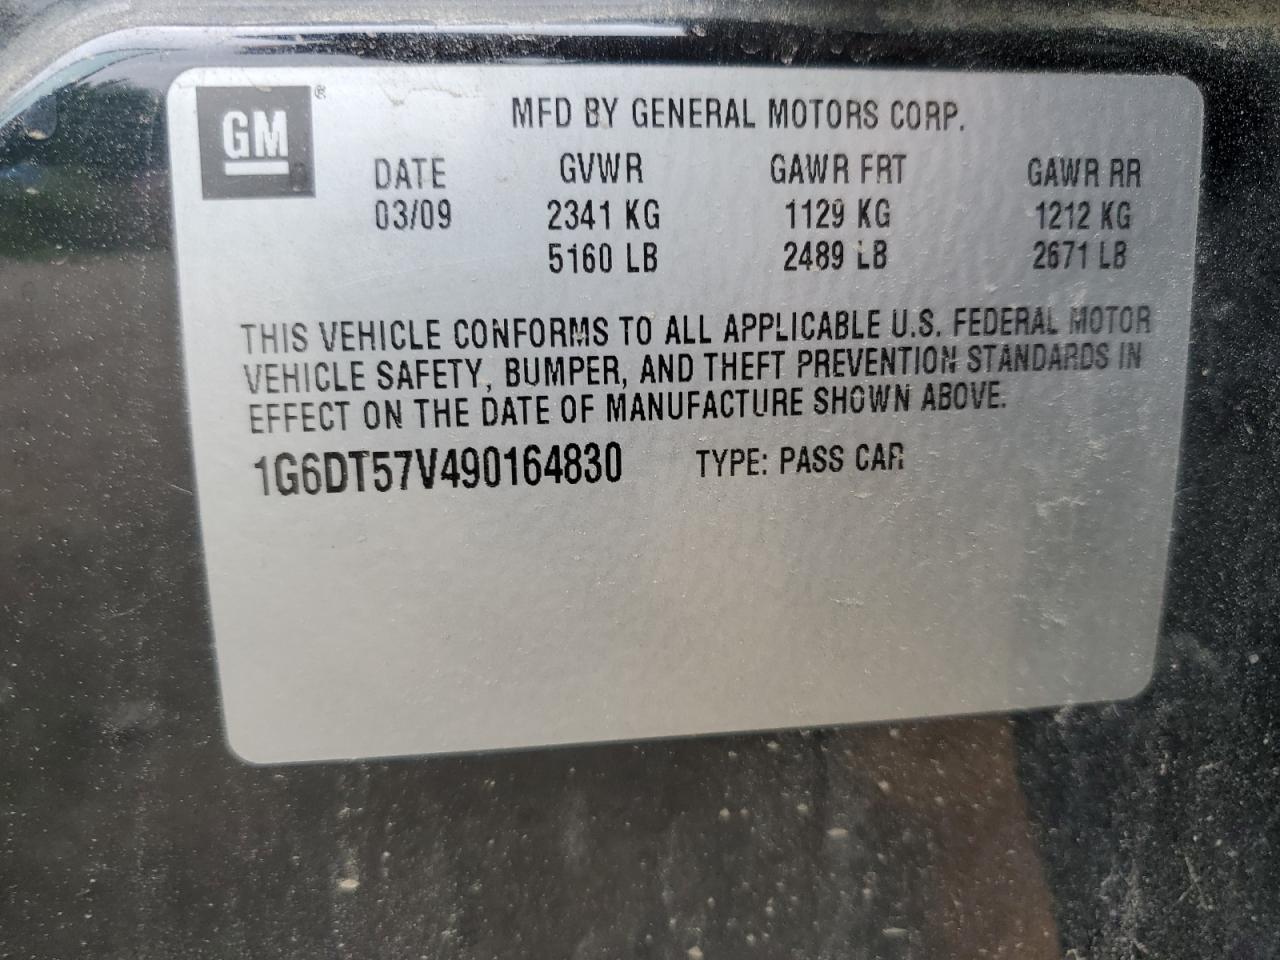 GM®
MFD BY GENERAL MOTORS CORP.
DATE GVWR GAWR FRT GAWR RR
03/09 2341 KG 1129 KG 1212 KG
5160 LB 2489 LB 2671 LB
THIS VEHICLE CONFORMS TO ALL APPLICABLE U.S. FEDERAL MOTOR
VEHICLE SAFETY, BUMPER, AND THEFT PREVENTION STANDARDS IN
EFFECT ON THE DATE OF MANUFACTURE SHOWN ABOVE.
1G6DT57V490164830 TYPE: PASS CAR